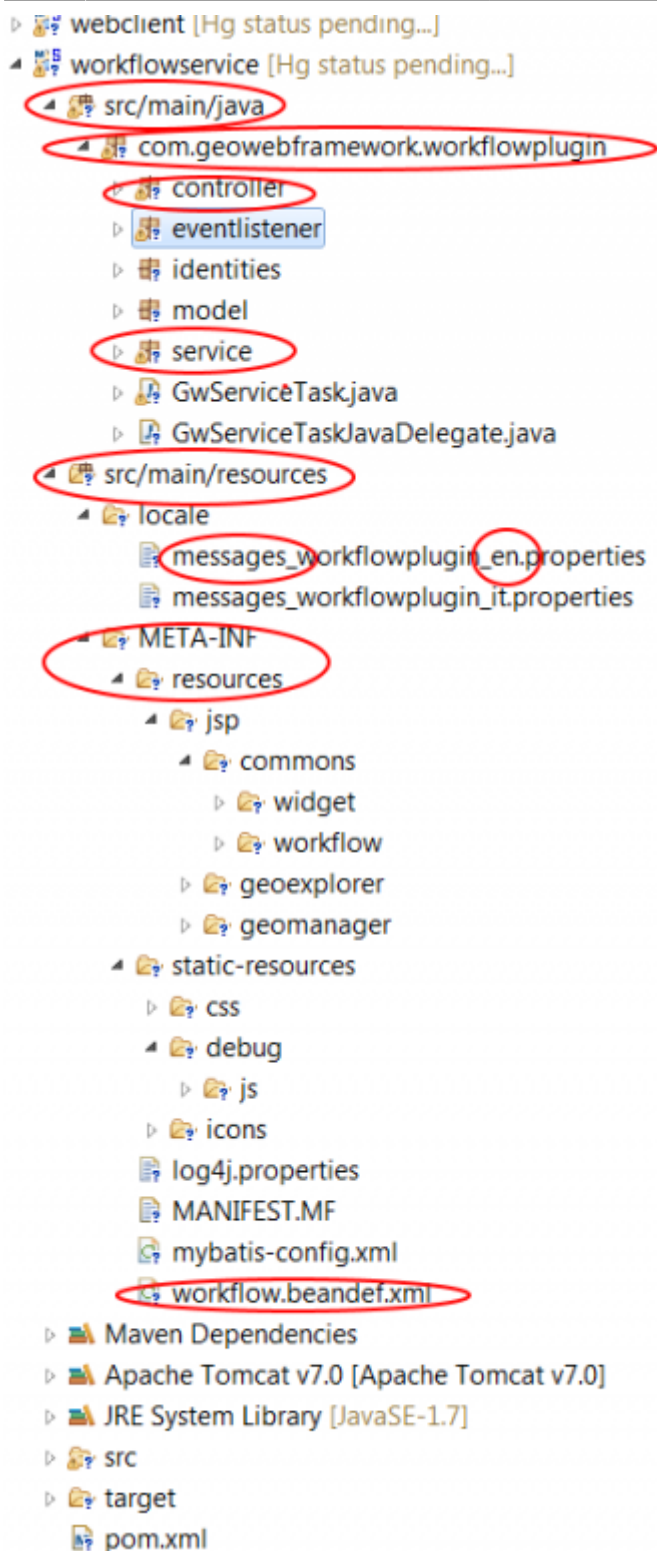 webclient [Hg status pending...]
workflowservice [Hg status pending...]
src/main/java
com.geowebframework.workflowplugin
controller
eventlistener
identities
model
service
GwServiceTask.java
GwServiceTaskJavaDelegate.java
src/main/resources
locale
messages_workflowplugin_en.properties
messages_workflowplugin_it.properties
META-INF
resources
jsp
commons
widget
workflow
geoexplorer
geomanager
static-resources
css
debug
js
icons
log4j.properties
MANIFEST.MF
mybatis-config.xml
workflow.beandef.xml
Maven Dependencies
Apache Tomcat v7.0 [Apache Tomcat v7.0]
JRE System Library [JavaSE-1.7]
src
target
pom.xml